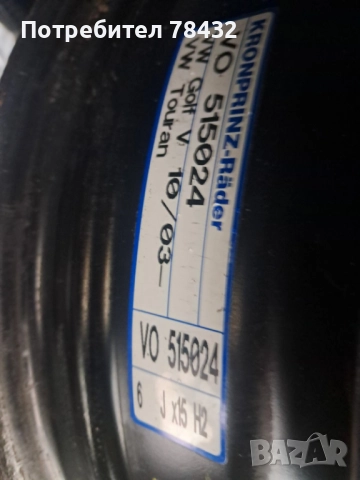 Потребител 78432
KRONPRINZ-Räder
VO 515024
VW Golf V
VW Touran 10/03-
VO 515024
6 J x15 H2
BAZAR